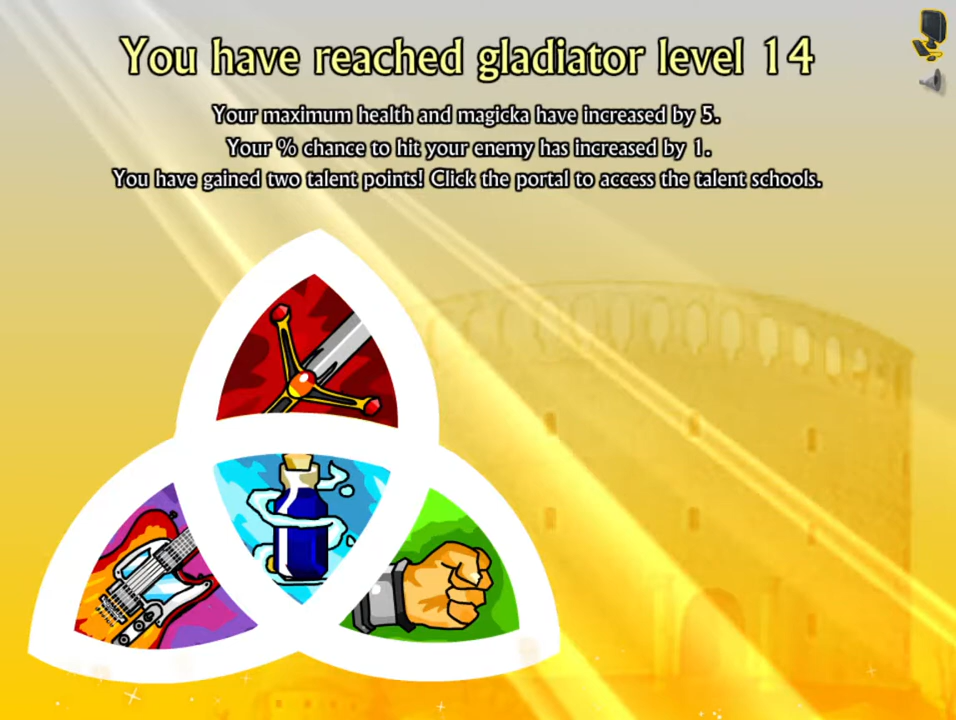 You have reached gladiator level 14
Your maximum health and magicka have increased by 5.
Your % chance to hit your enemy has increased by 1.
You have gained two talent points! Click the portal to access the talent schools.